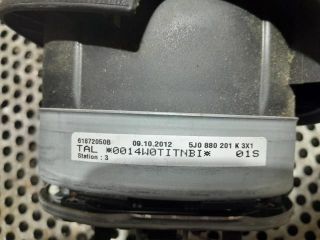 61872050B 09.10.2012 5J0 880 201 K 3X1
TAL *0014W0TITNBI* 01S
Station : 3